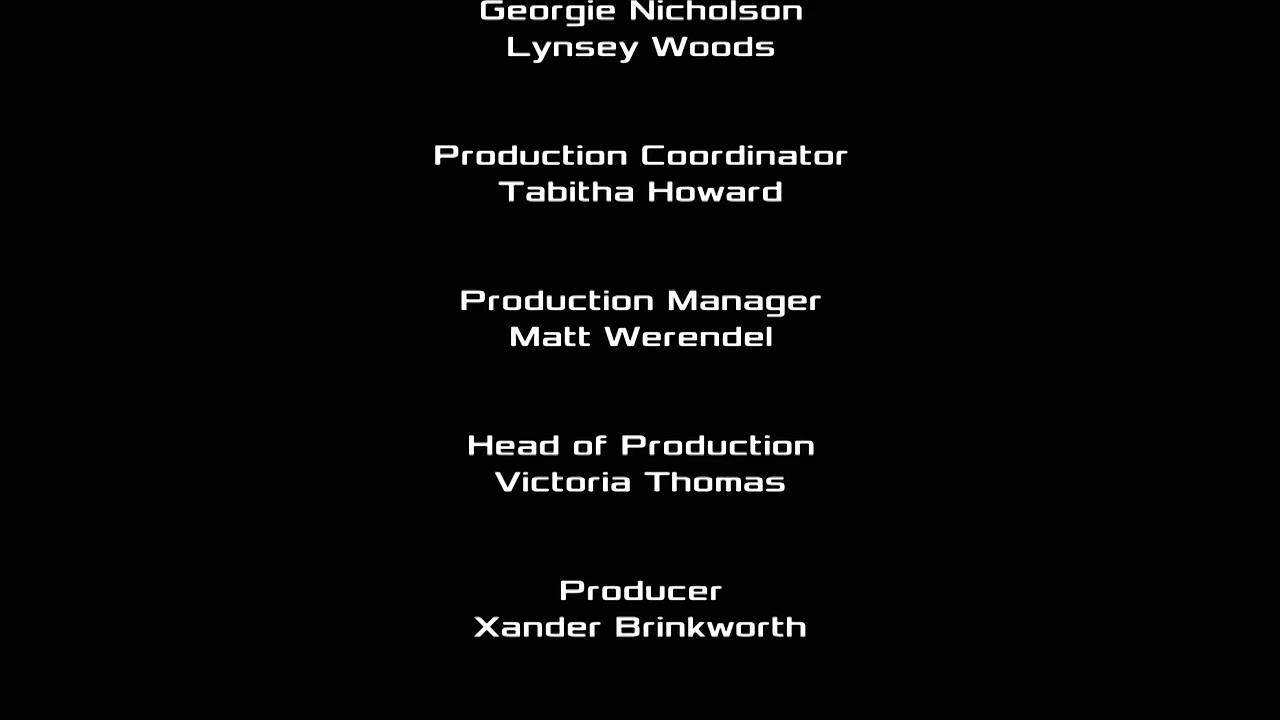 Georgie Nicholson
Lynsey Woods
Production Coordinator
Tabitha Howard
Production Manager
Matt Werendel
Head of Production
Victoria Thomas
Producer
Xander Brinkworth